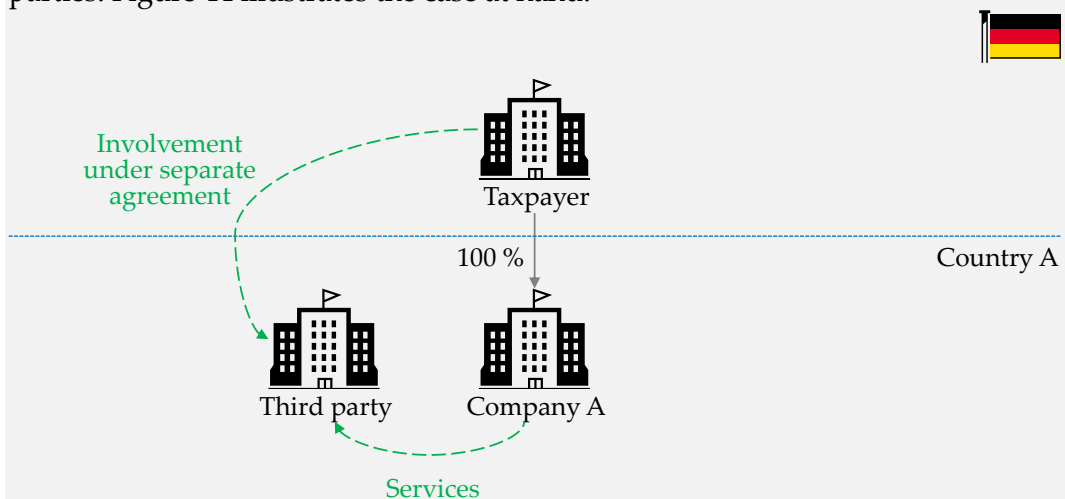 parties. Figure 11 illustrates the case at hand.
Involvement
under separate
agreement
Taxpayer
100 %
Country A
Third party
Company A
Services